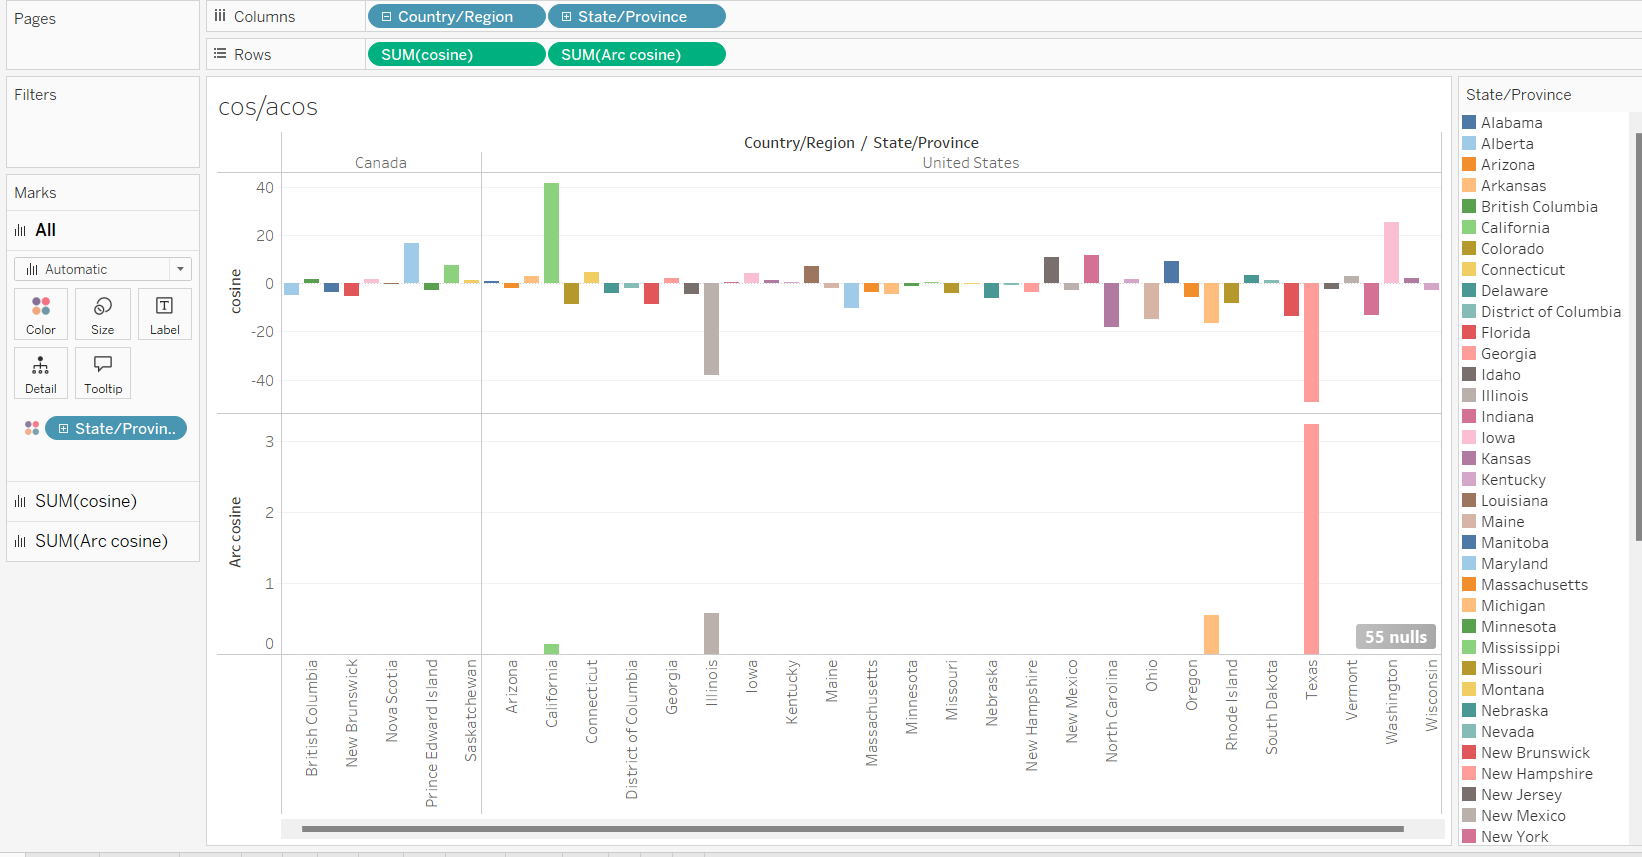 Pages
Columns
Country/Region
State/Province
Rows
SUM(cosine)
SUM(Arc cosine)
Filters
Marks
All
Automatic
Color
Size
Label
Detail
Tooltip
State/Provin..
SUM(cosine)
SUM(Arc cosine)
cos/acos
Country/Region / State/Province
Canada
United States
cosine
40
20
0
-20
-40
Arc cosine
3
2
1
0
55 nulls
British Columbia
New Brunswick
Nova Scotia
Prince Edward Island
Saskatchewan
Arizona
California
Connecticut
District of Columbia
Georgia
Illinois
Iowa
Kentucky
Maine
Massachusetts
Minnesota
Missouri
Nebraska
New Hampshire
New Mexico
North Carolina
Ohio
Oregon
Rhode Island
South Dakota
Texas
Vermont
Washington
Wisconsin
State/Province
Alabama
Alberta
Arizona
Arkansas
British Columbia
California
Colorado
Connecticut
Delaware
District of Columbia
Florida
Georgia
Idaho
Illinois
Indiana
Iowa
Kansas
Kentucky
Louisiana
Maine
Manitoba
Maryland
Massachusetts
Michigan
Minnesota
Mississippi
Missouri
Montana
Nebraska
Nevada
New Brunswick
New Hampshire
New Jersey
New Mexico
New York